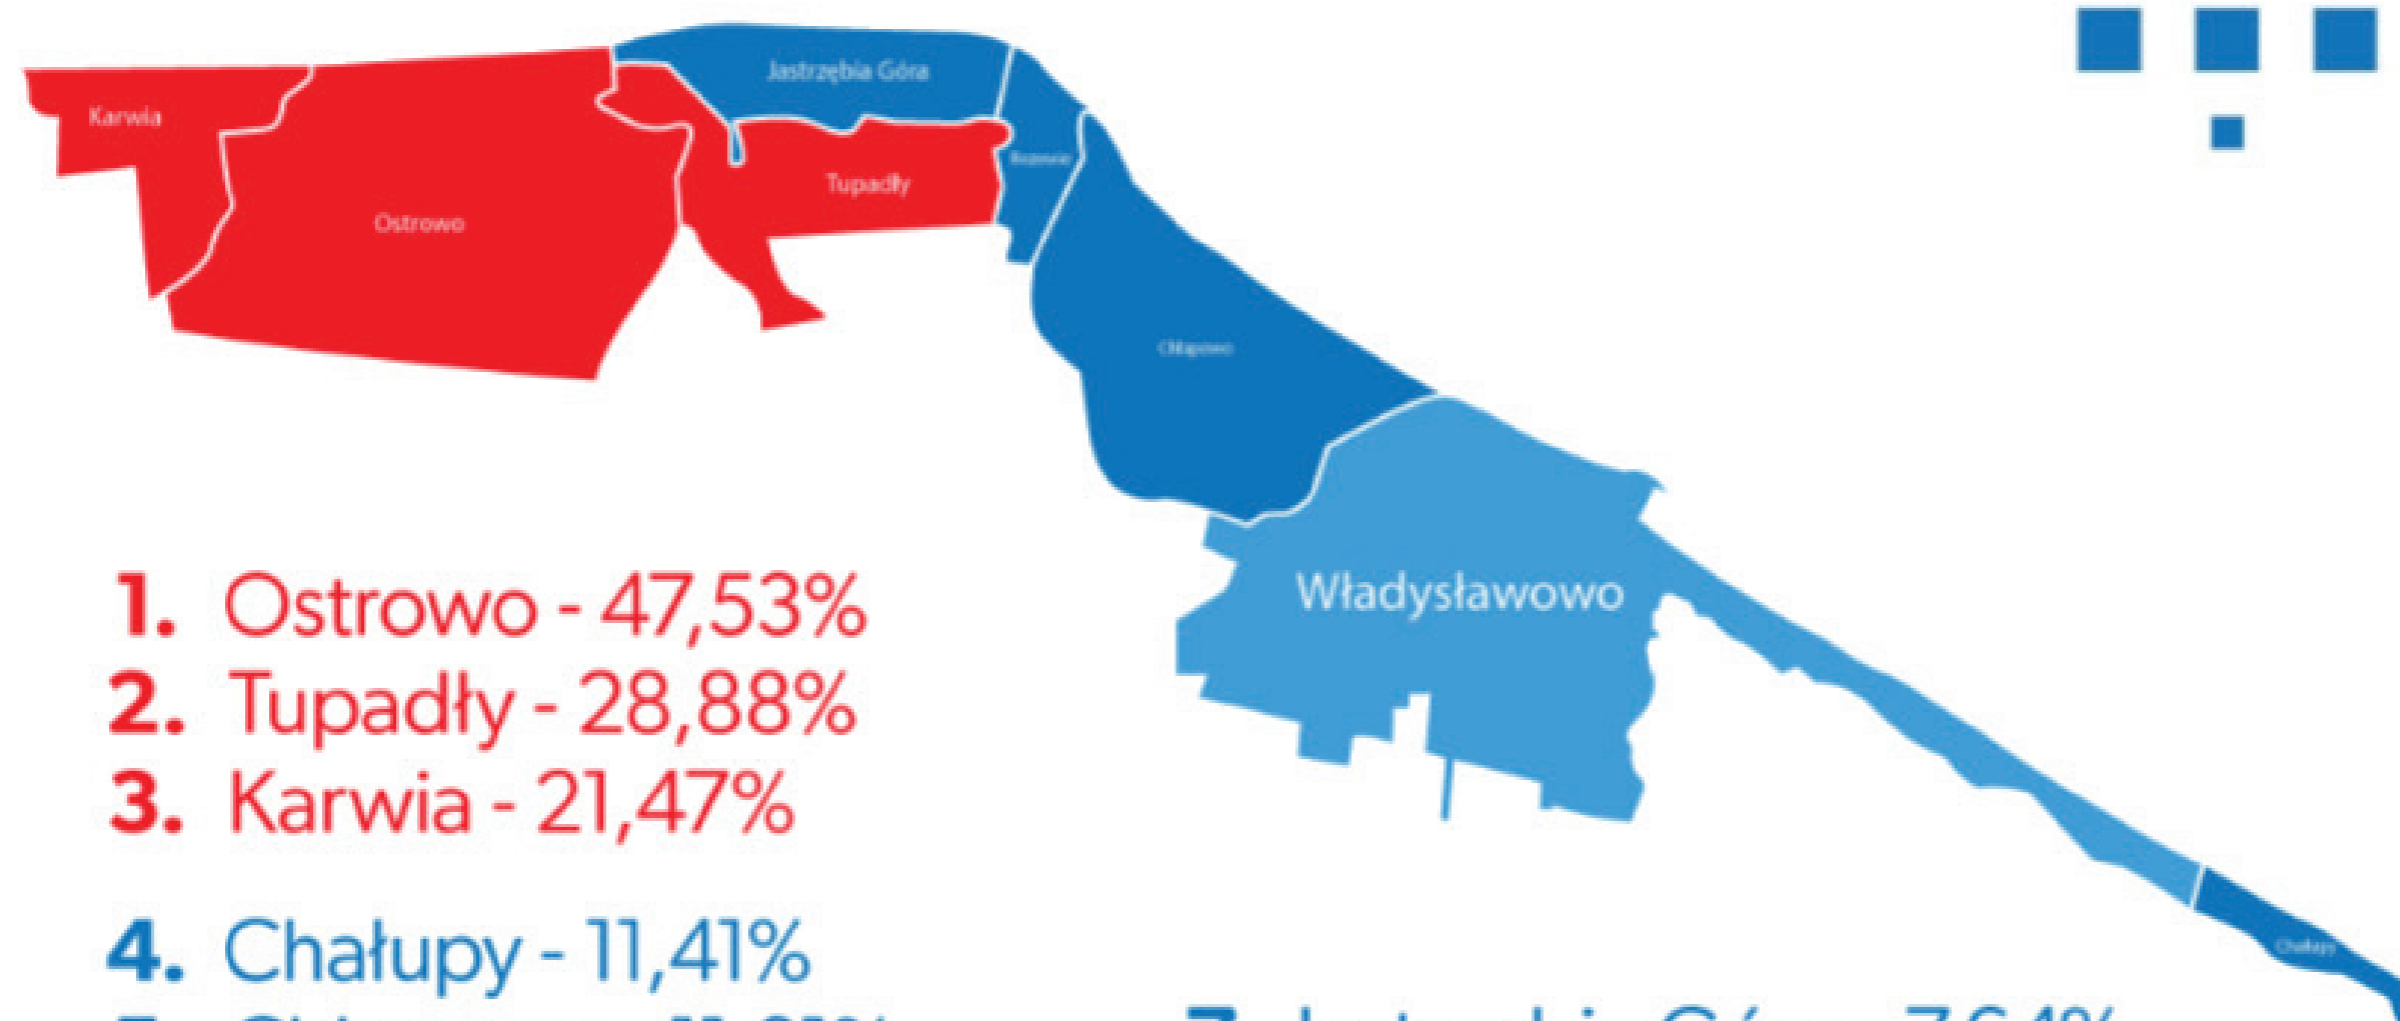 Jastrzębia Góra
Karwia
Tupadły
Ostrowo
Chłapowo
Władysławowo
1. Ostrowo - 47,53%
2. Tupadły - 28,88%
3. Karwia - 21,47%
4. Chałupy - 11,41%
Chałupy